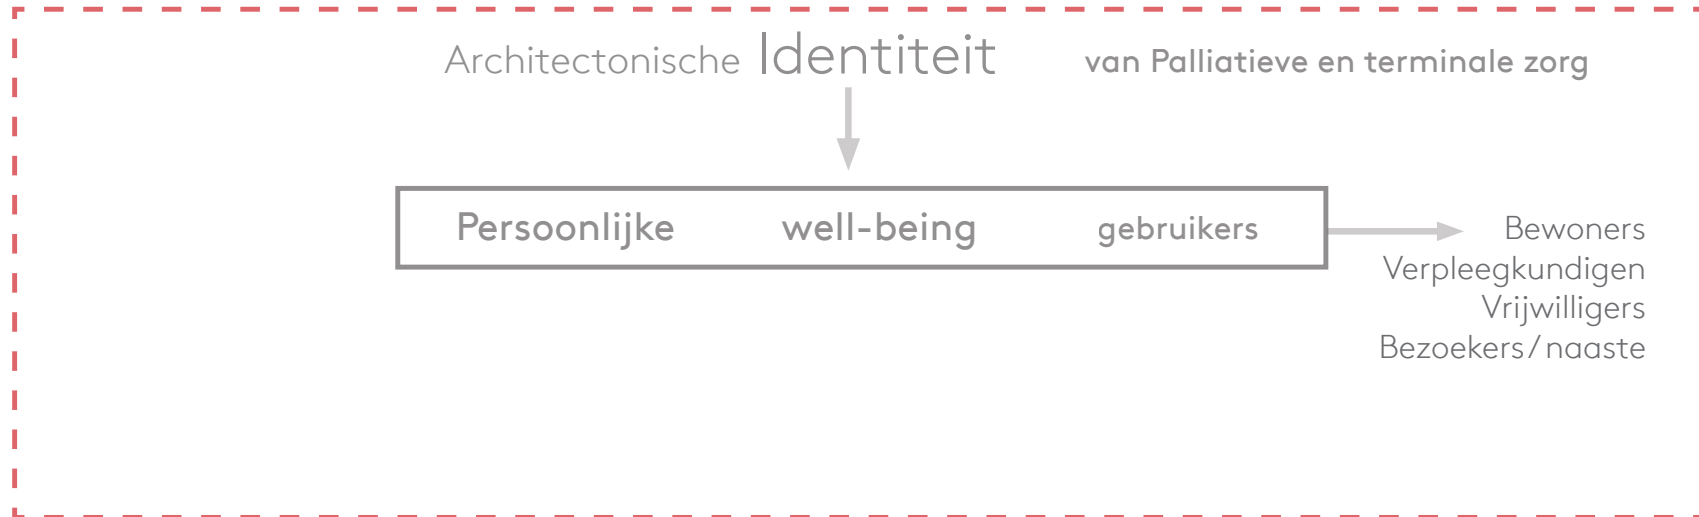 Architectonische Identiteit van Palliatieve en terminale zorg
Persoonlijke well-being gebruikers
Bewoners
Verpleegkundigen
Vrijwilligers
Bezoekers / naaste